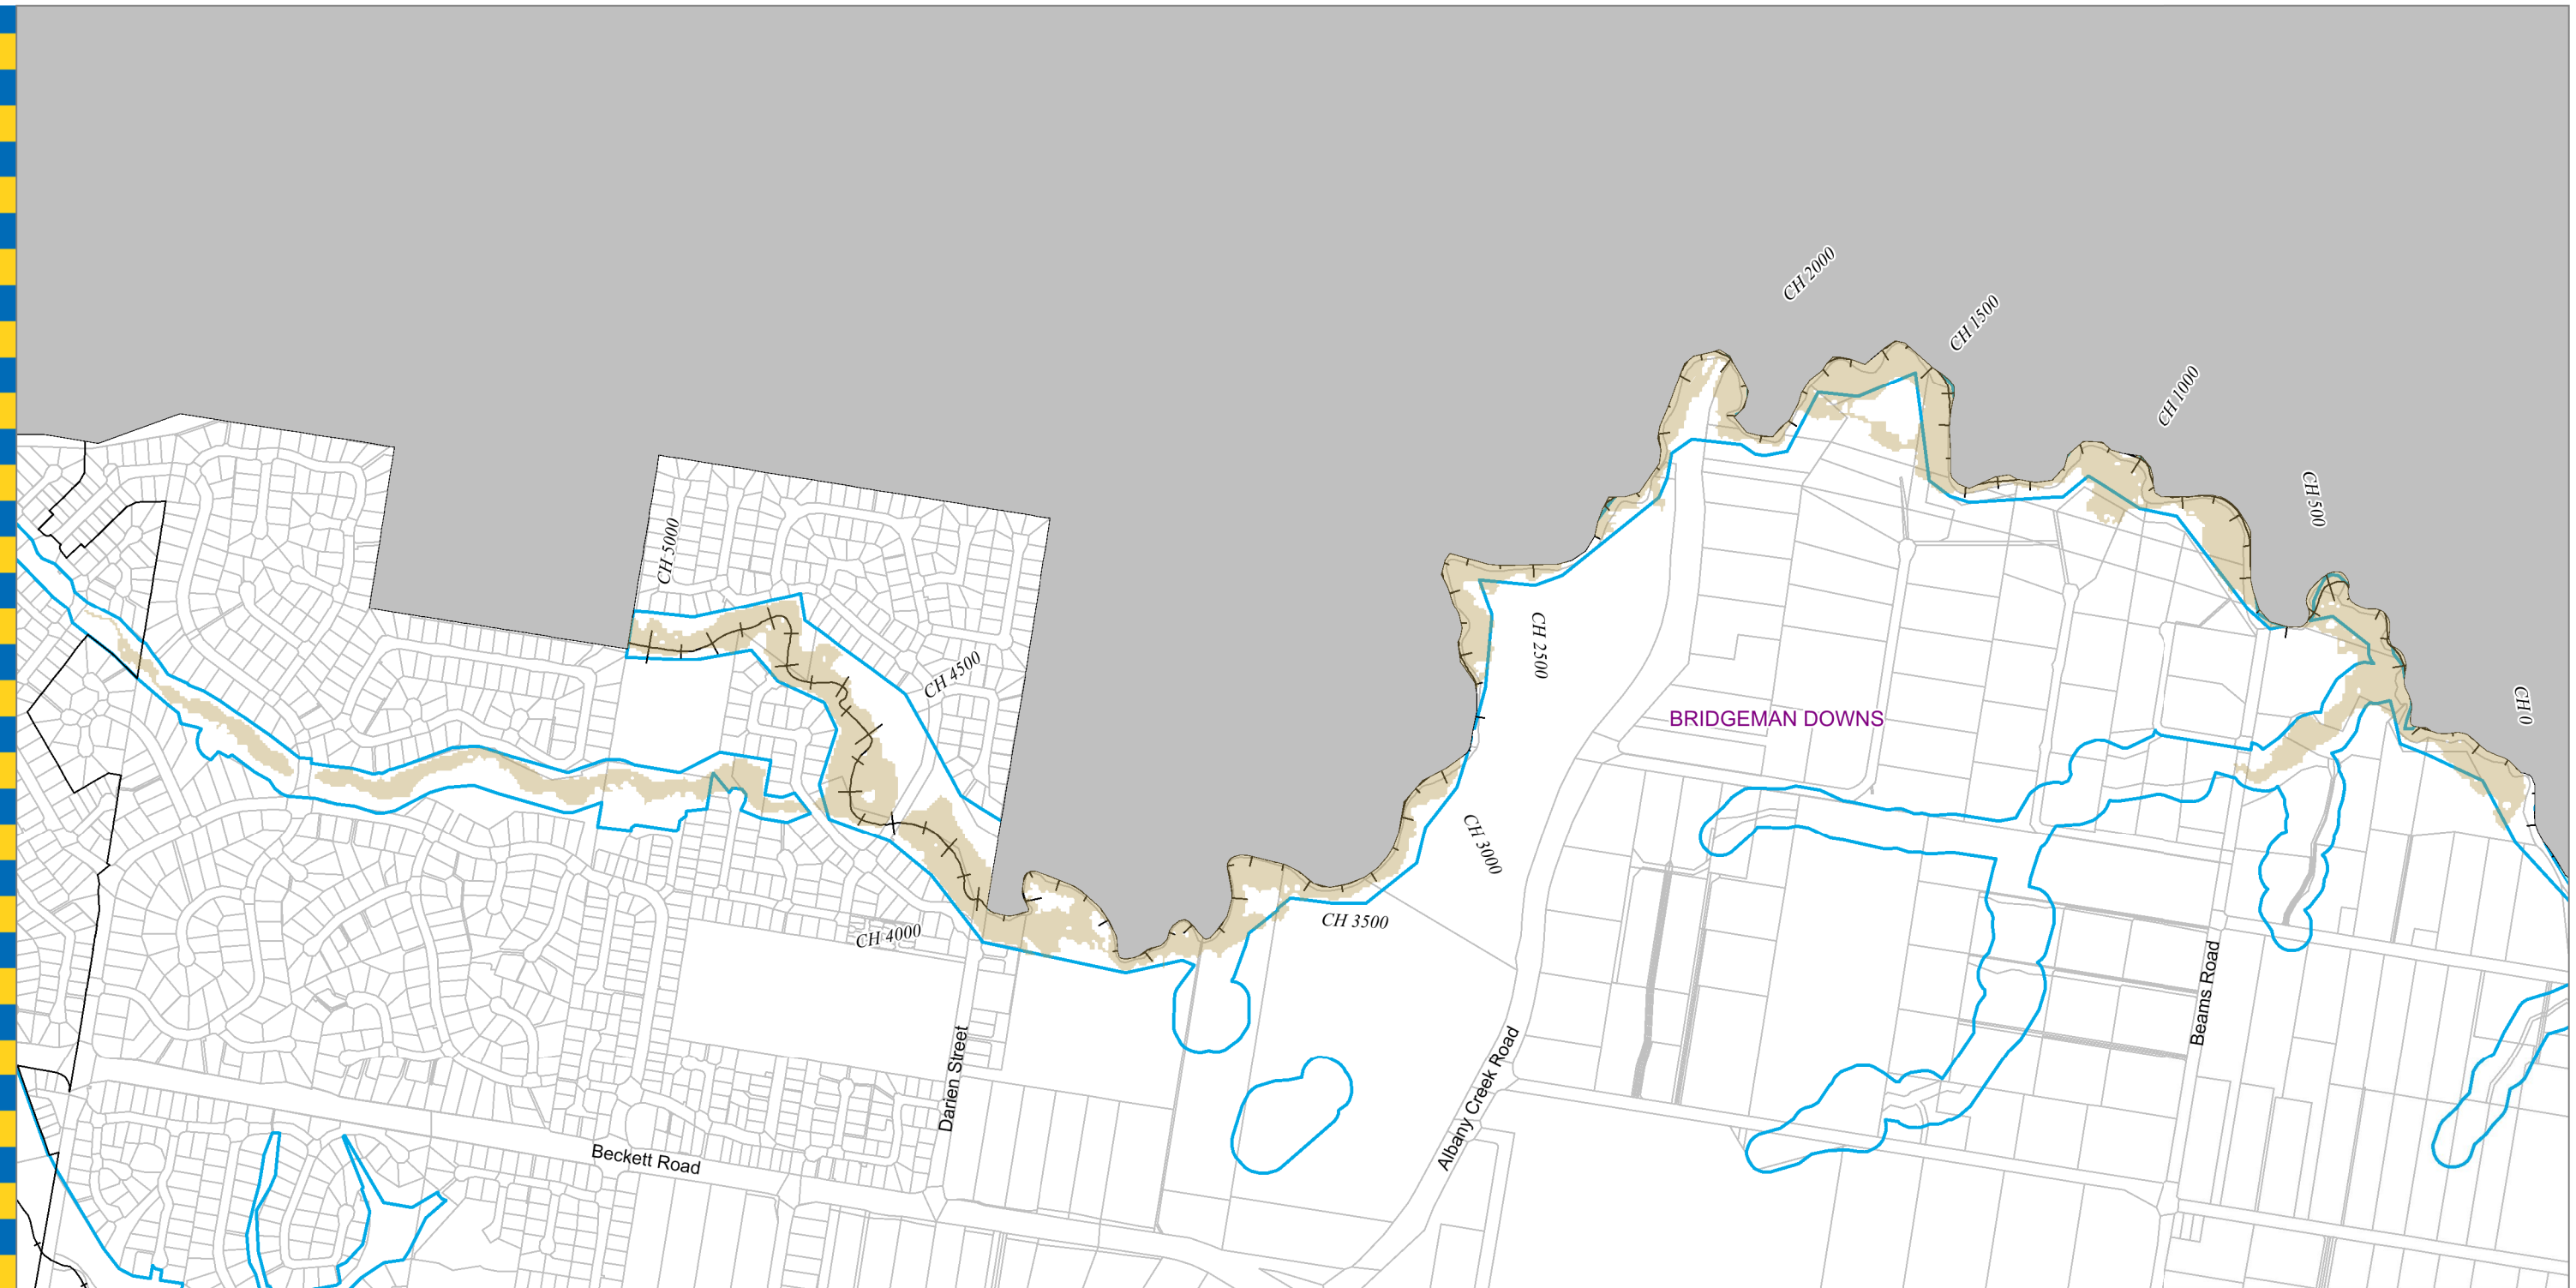 CH 2000
CH 1500
CH 1000
CH 500
CH 5000
CH 2500
CH 4500
CH 0
BRIDGEMAN DOWNS
CH 3000
CH 3500
CH 4000
Beams Road
Darien Street
Albany Creek Road
Beckett Road